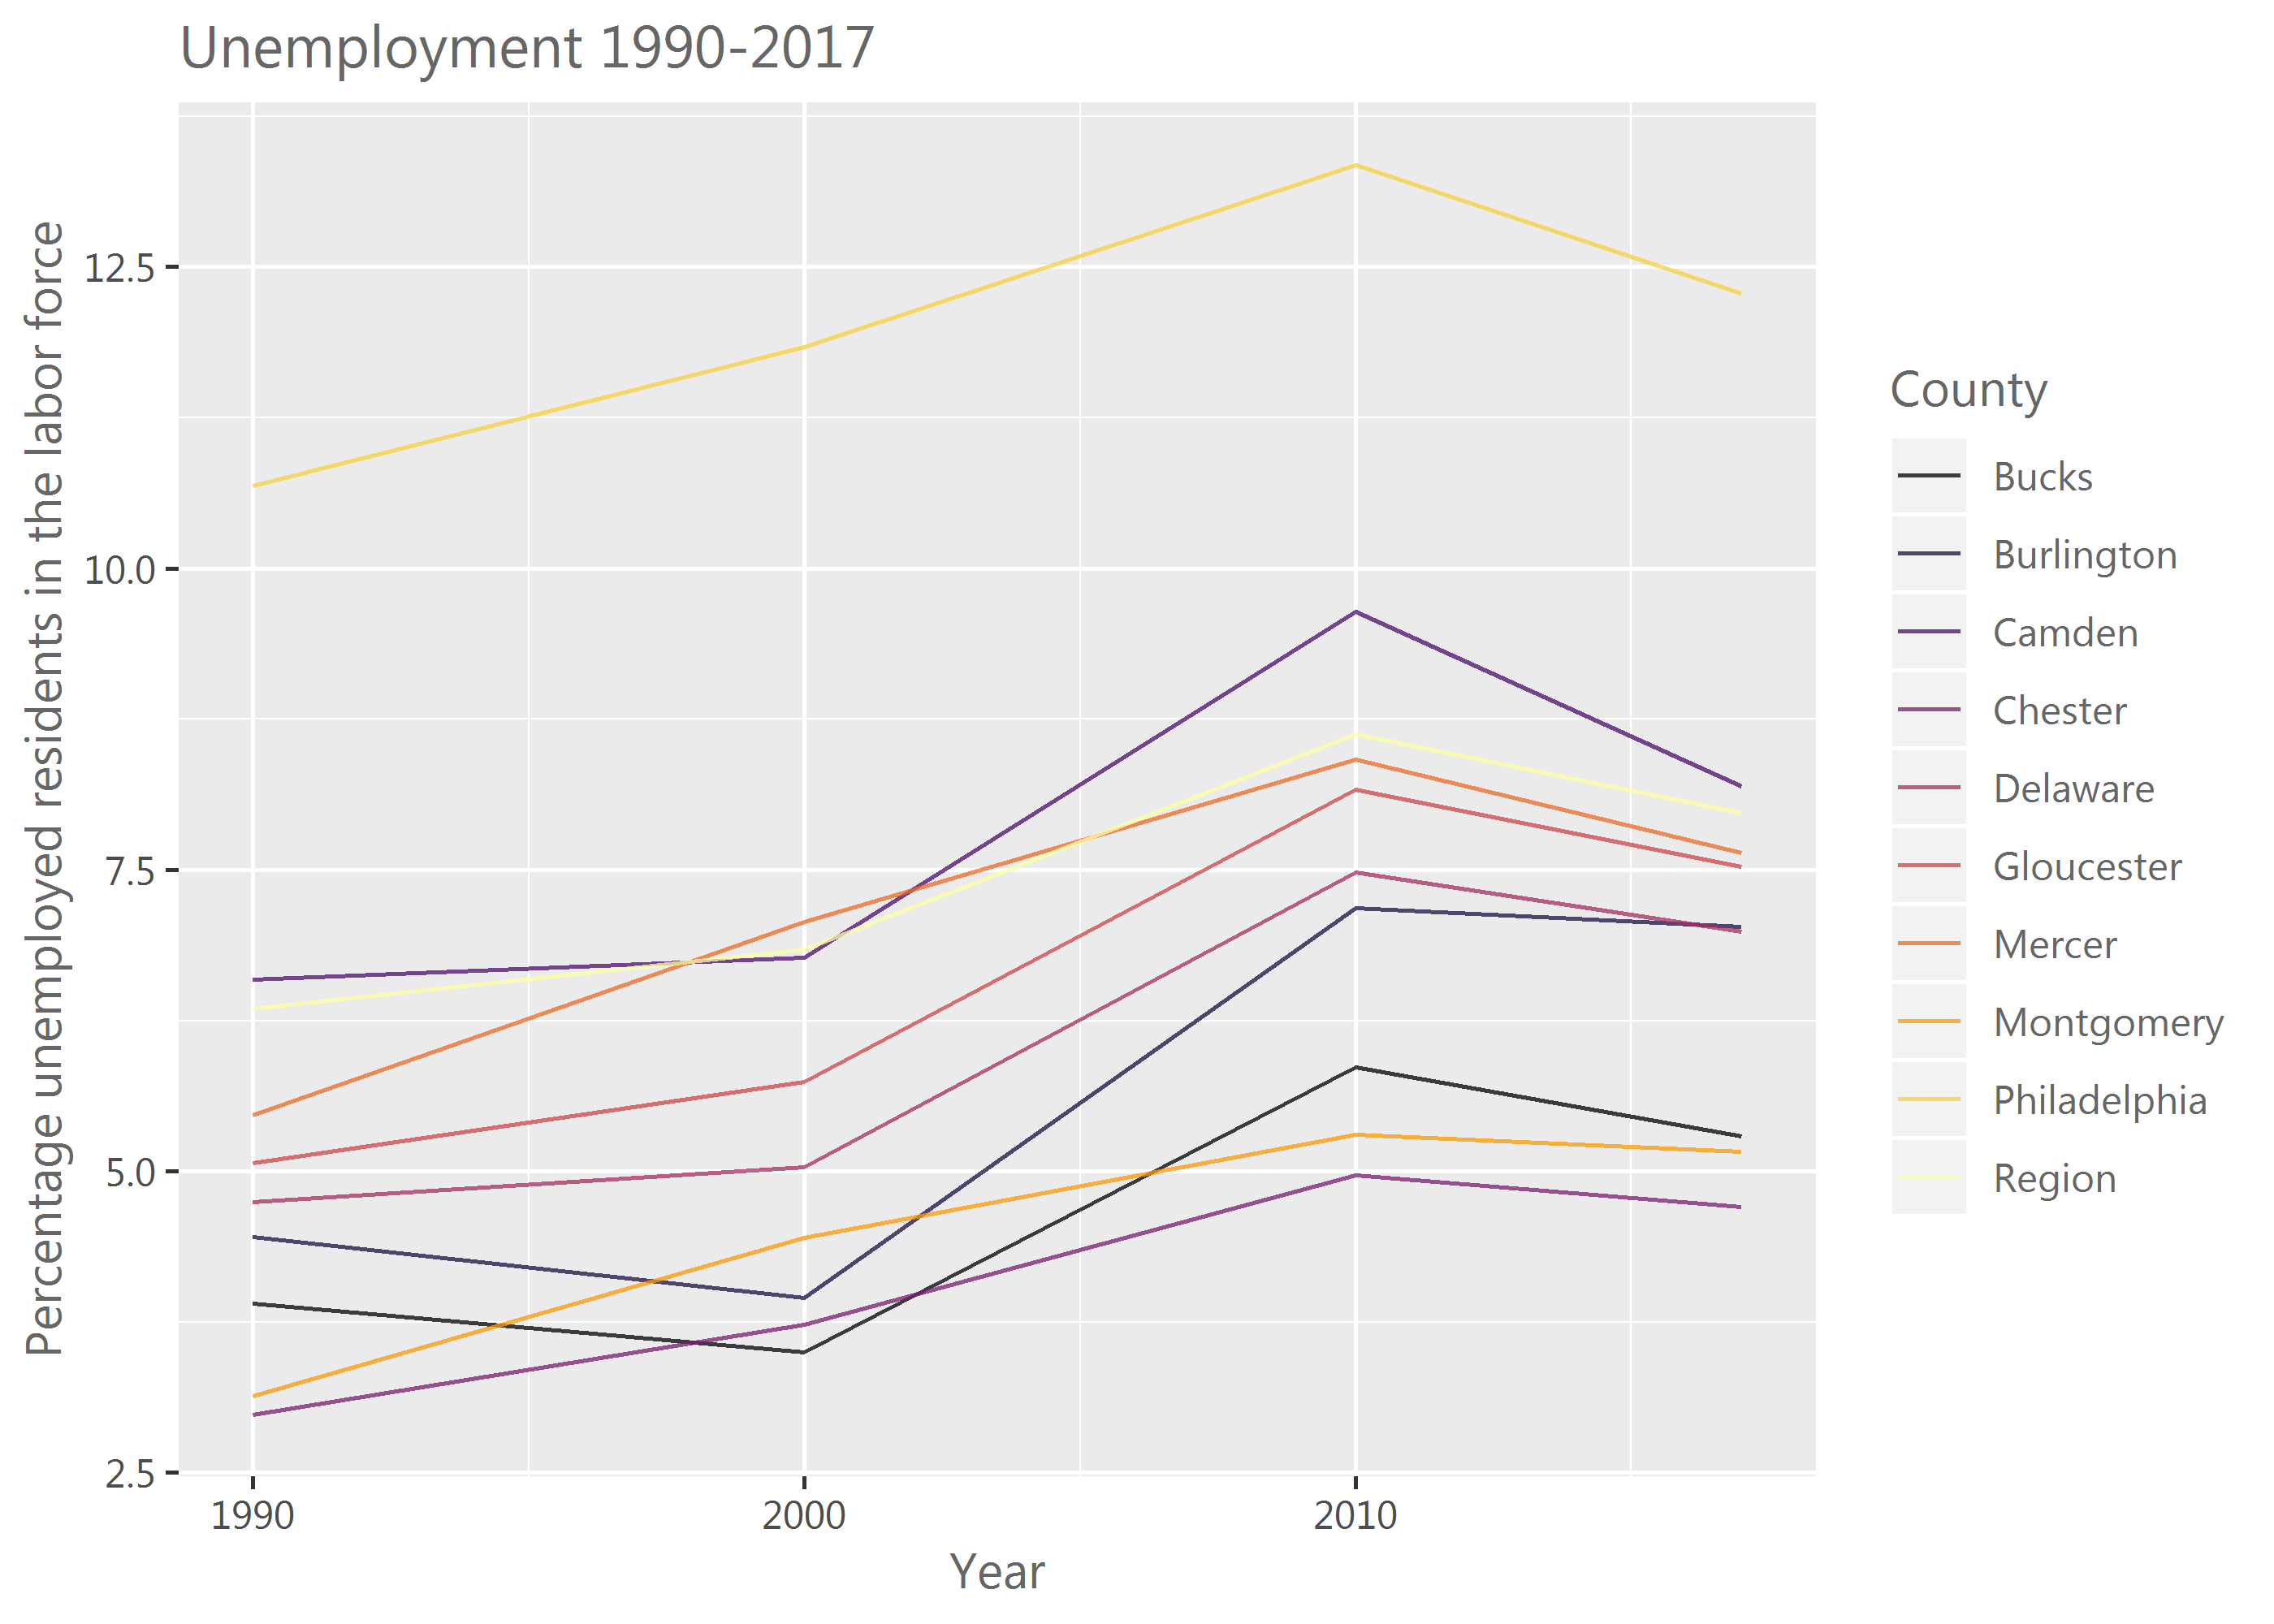 Unemployment 1990-2017
Percentage unemployed residents in the labor force
12.5
10.0
7.5
5.0
2.5
1990 2000 2010
Year
County
Bucks
Burlington
Camden
Chester
Delaware
Gloucester
Mercer
Montgomery
Philadelphia
Region